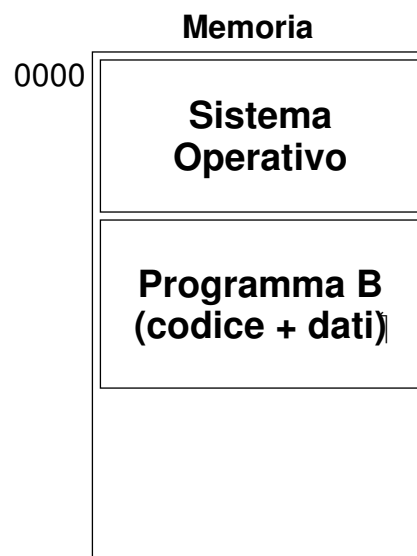 Memoria
0000
Sistema
Operativo
Programma B
(codice + dati)